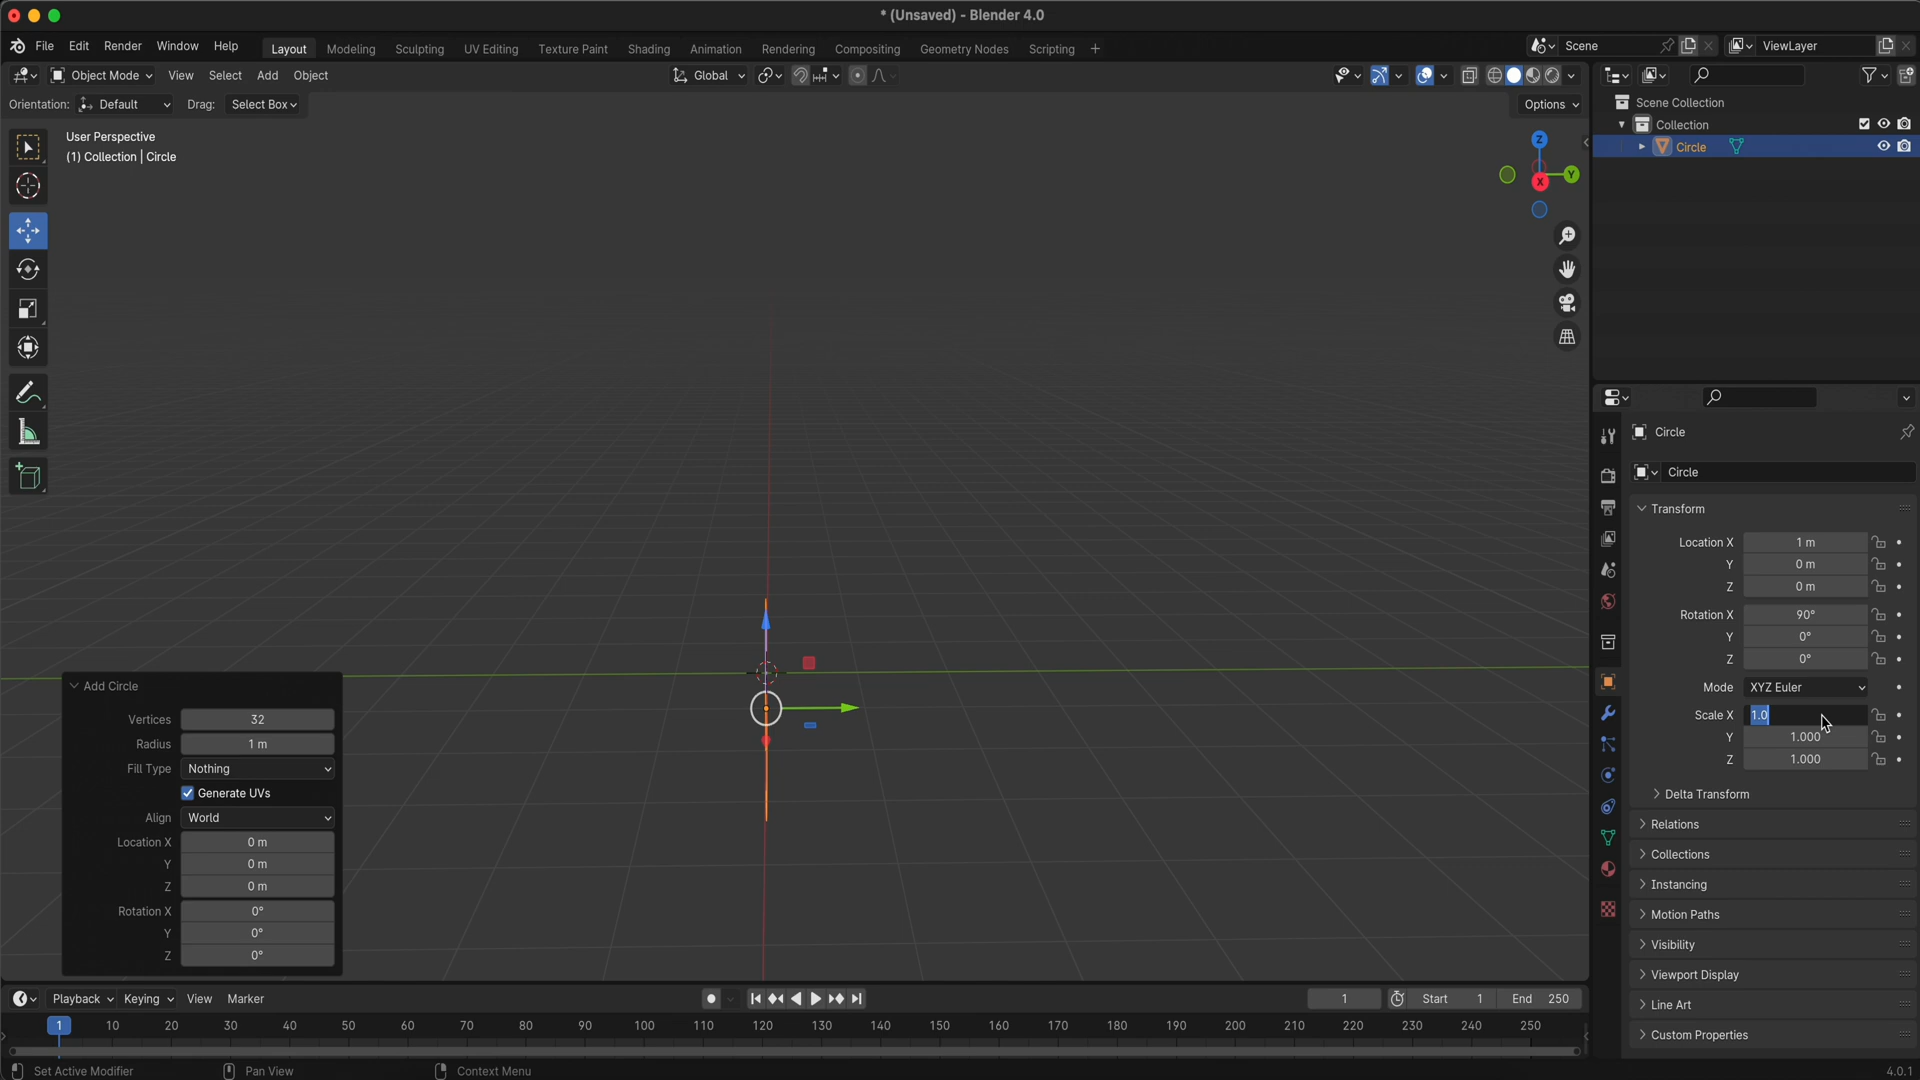 * (Unsaved) - Blender 4.0
File Edit Render Window Help Layout Modeling Sculpting UV Editing Texture Paint Shading Animation Rendering Compositing Geometry Nodes Scripting + Scene ViewLayer
Object Mode View Select Add Object Global
Orientation: Default Drag: Select Box Options
User Perspective
(1) Collection | Circle
Z
Y
X
Scene Collection
Collection
Circle
Circle
Circle
Transform
Location X 1 m
Y 0 m
Z 0 m
Rotation X 90°
Y 0°
Z 0°
Mode XYZ Euler
Scale X 1.0
Y 1.000
Z 1.000
Delta Transform
Relations
Collections
Instancing
Motion Paths
Visibility
Viewport Display
Line Art
Custom Properties
Add Circle
Vertices 32
Radius 1 m
Fill Type Nothing
Generate UVs
Align World
Location X 0 m
Y 0 m
Z 0 m
Rotation X 0°
Y 0°
Z 0°
Playback Keying View Marker 1 Start 1 End 250
1 10 20 30 40 50 60 70 80 90 100 110 120 130 140 150 160 170 180 190 200 210 220 230 240 250
Set Active Modifier Pan View Context Menu 4.0.1